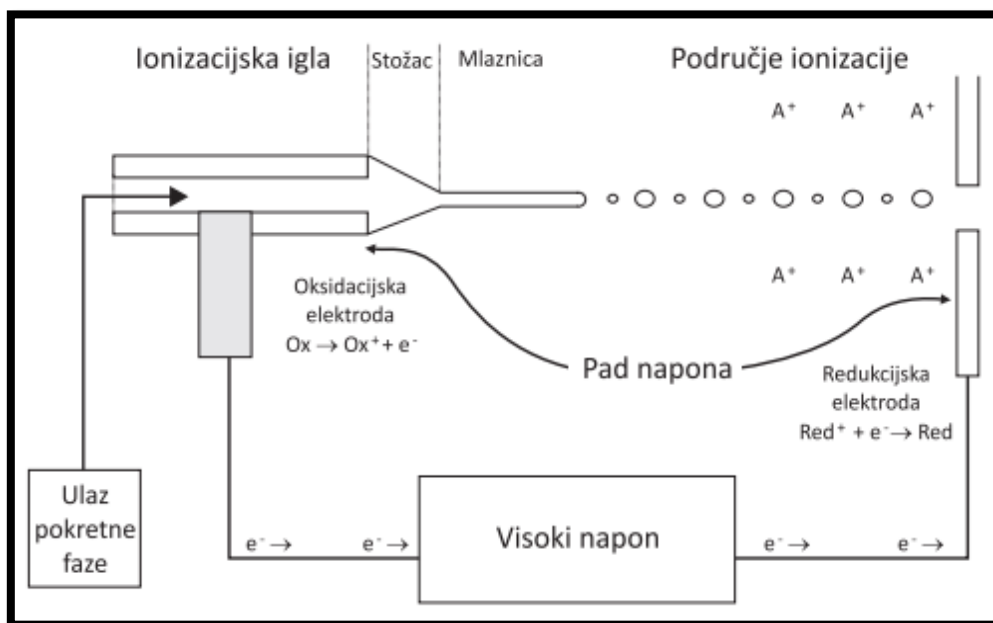 Ionizacijska igla
Stožac
Mlaznica
Područje ionizacije
A⁺ A⁺ A⁺
A⁺ A⁺ A⁺
Oksidacijska
elektroda
Ox → Ox⁺ + e⁻
Pad napona
Redukcijska
elektroda
Red⁺ + e⁻ → Red
Ulaz
pokretne
faze
e⁻ → e⁻ →
Visoki napon
e⁻ → e⁻ →